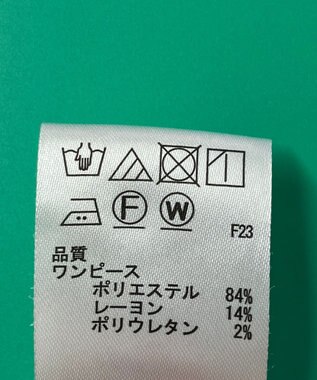 F W F23
品質
ワンピース
ポリエステル 84%
レーヨン 14%
ポリウレタン 2%